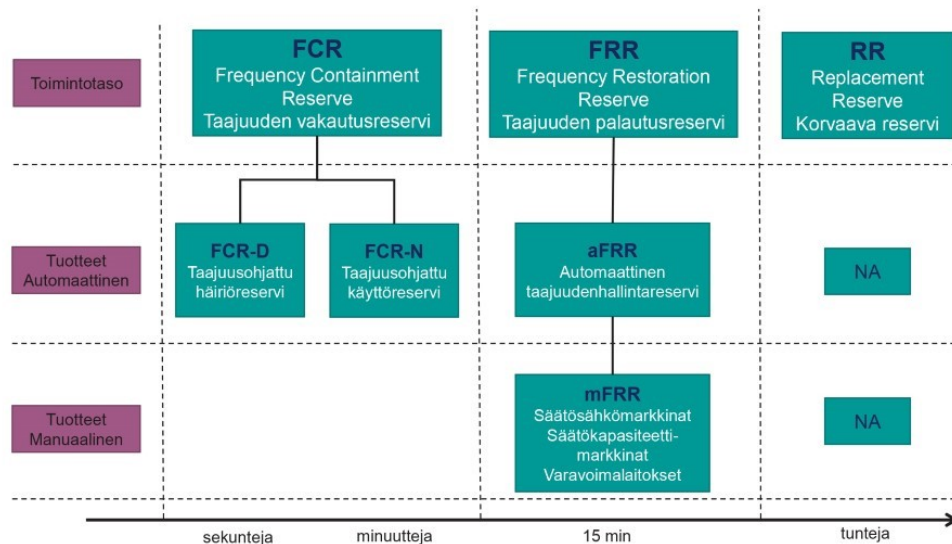 Toimintotaso
FCR
Frequency Containment
Reserve
Taajuuden vakautusreservi
FRR
Frequency Restoration
Reserve
Taajuuden palautusreservi
RR
Replacement
Reserve
Korvaava reservi
Tuotteet
Automaattinen
FCR-D
Taajuusohjattu
häiriöreservi
FCR-N
Taajuusohjattu
käyttöreservi
aFRR
Automaattinen
taajuudenhallintareservi
NA
Tuotteet
Manuaalinen
mFRR
Säätösähkömarkkinat
Säätökapasiteetti-
markkinat
Varavoimalaitokset
NA
sekunteja
minuutteja
15 min
tunteja